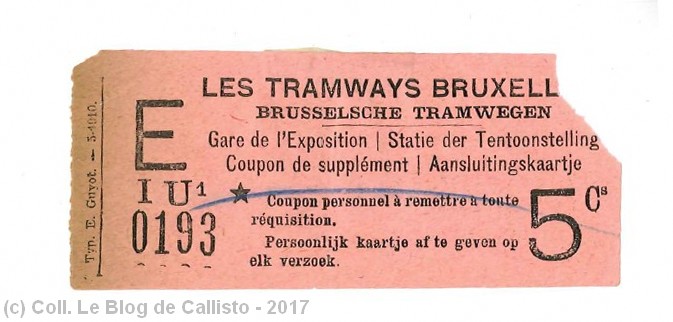 LES TRAMWAYS BRUXELL
BRUSSELSCHE TRAMWEGEN
E
Gare de l'Exposition | Statie der Tentoonstelling
Coupon de supplément | Aansluitingskaartje
I U¹
0193
★ Coupon personnel à remettre à toute
réquisition.
Persoonlijk kaartje af te geven op
elk verzoek.
5 Cs
Typ. E. Guyot. — 5-1910.
(c) Coll. Le Blog de Callisto - 2017